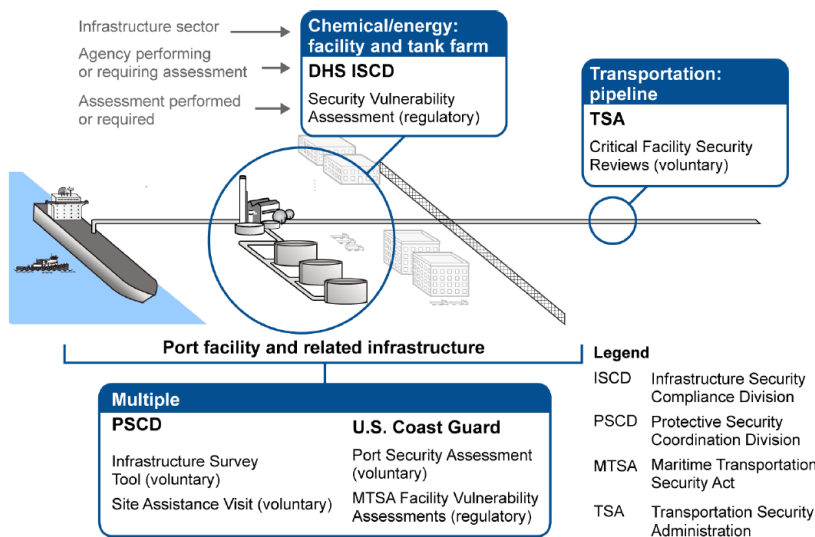 Infrastructure sector
Agency performing
or requiring assessment
Assessment performed
or required
Chemical/energy:
facility and tank farm
DHS ISCD
Security Vulnerability
Assessment (regulatory)
Transportation:
pipeline
TSA
Critical Facility Security
Reviews (voluntary)
Port facility and related infrastructure
Multiple
PSCD
Infrastructure Survey
Tool (voluntary)
Site Assistance Visit (voluntary)
U.S. Coast Guard
Port Security Assessment
(voluntary)
MTSA Facility Vulnerability
Assessments (regulatory)
Legend
ISCD Infrastructure Security
Compliance Division
PSCD Protective Security
Coordination Division
MTSA Maritime Transportation
Security Act
TSA Transportation Security
Administration